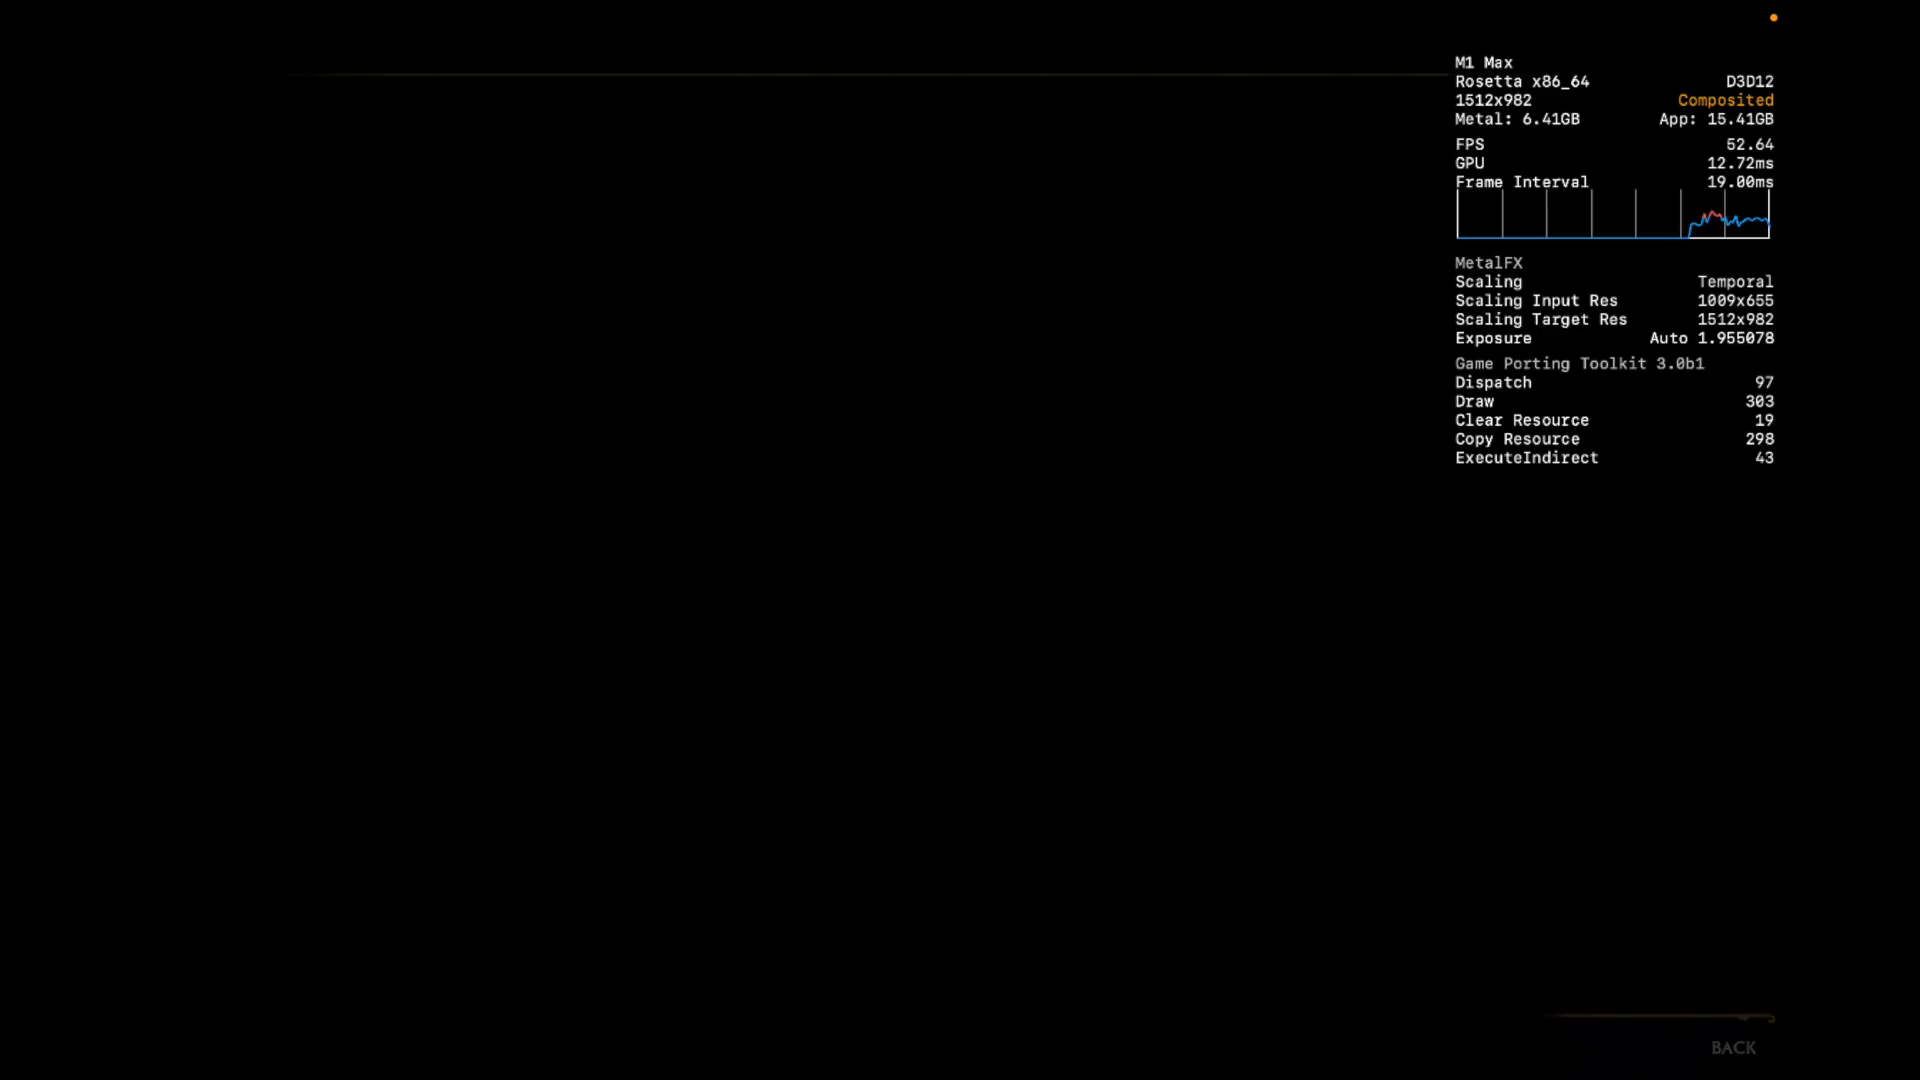 M1 Max
Rosetta x86_64 D3D12
1512x982 Composited
Metal: 6.41GB App: 15.41GB
FPS 52.64
GPU 12.72ms
Frame Interval 19.00ms
MetalFX
Scaling Temporal
Scaling Input Res 1009x655
Scaling Target Res 1512x982
Exposure Auto 1.955078
Game Porting Toolkit 3.0b1
Dispatch 97
Draw 303
Clear Resource 19
Copy Resource 298
ExecuteIndirect 43
BACK